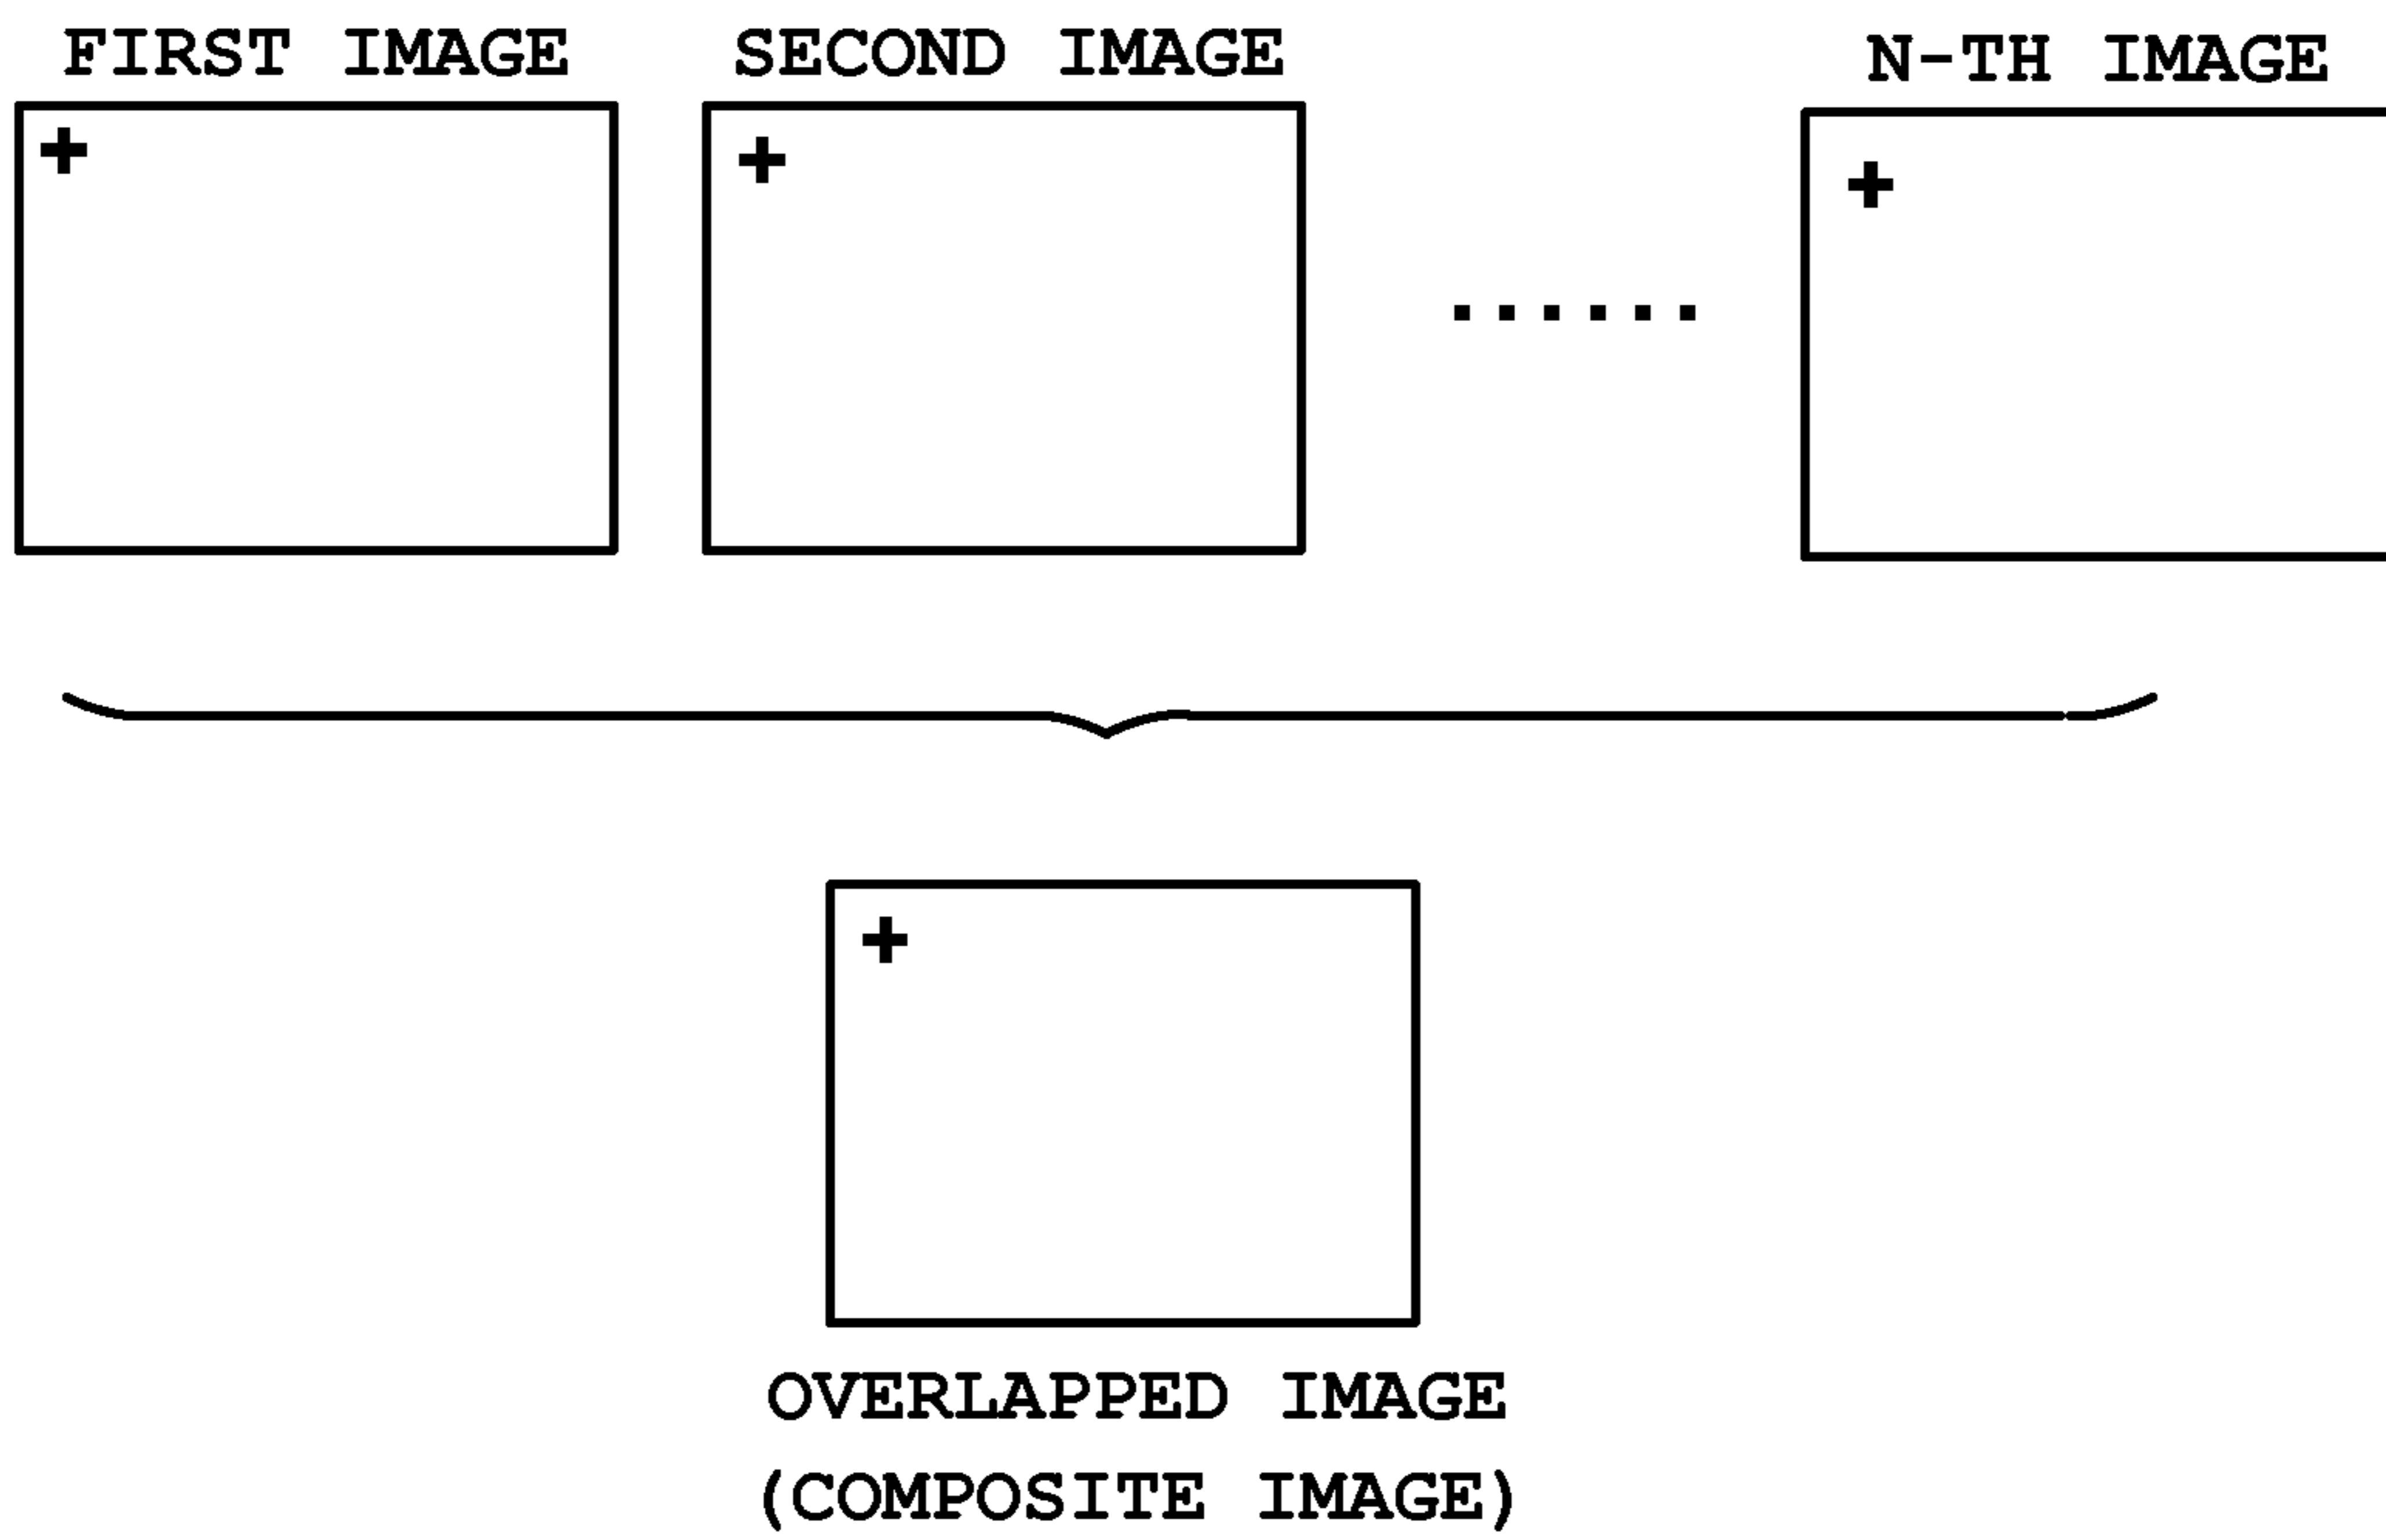 FIRST IMAGE SECOND IMAGE N-TH IMAGE
OVERLAPPED IMAGE
(COMPOSITE IMAGE)